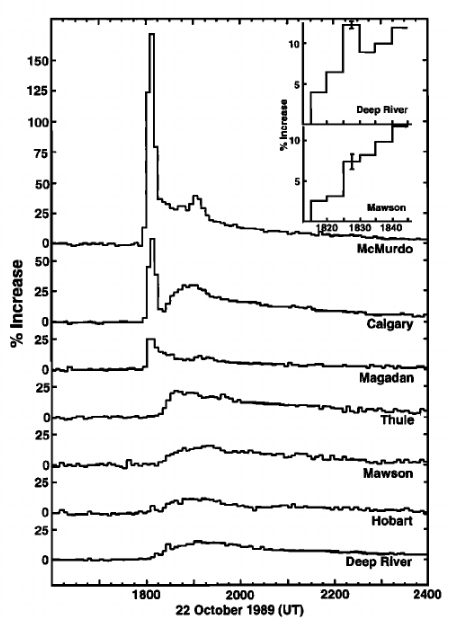 % Increase
150
125
100
75
50
25
0
McMurdo
50
25
0
Calgary
25
0
Magadan
25
0
Thule
25
0
Mawson
25
0
Hobart
25
0
Deep River
1800 2000 2200 2400
22 October 1989 (UT)
% Increase
10
5
Deep River
10
5
Mawson
1820 1830 1840